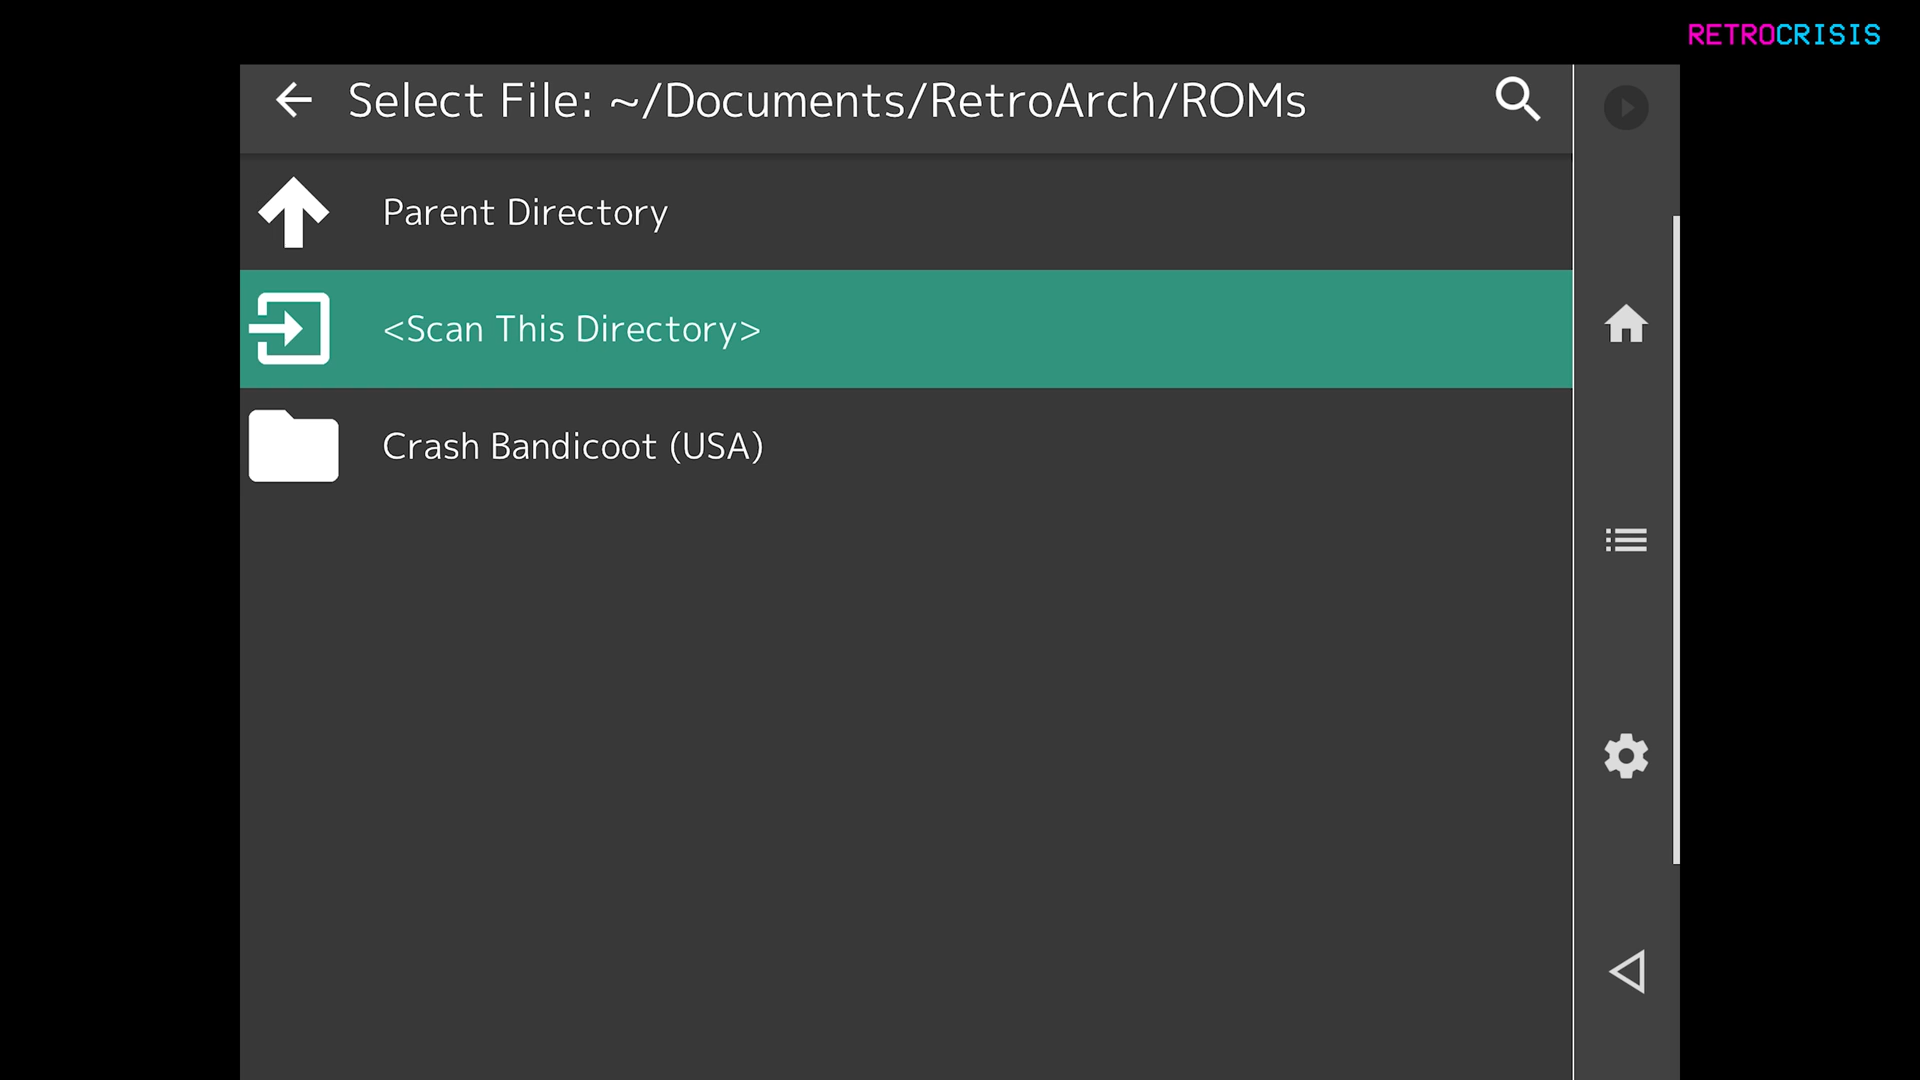 RETROCRISIS
Select File: ~/Documents/RetroArch/ROMs
Parent Directory
<Scan This Directory>
Crash Bandicoot (USA)